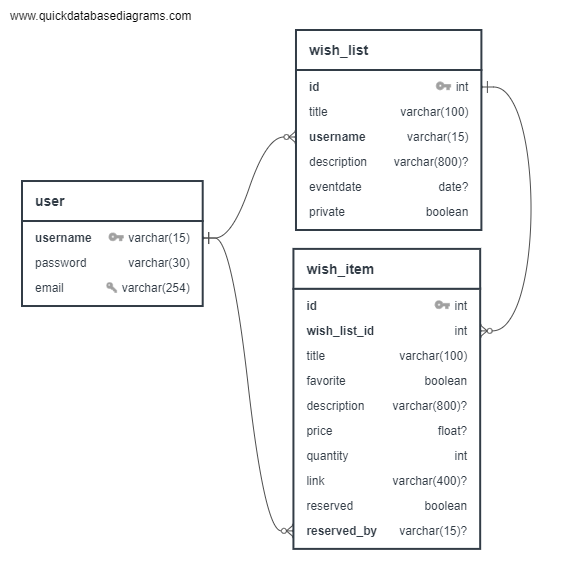 www.quickdatabasediagrams.com
wish_list
id int
title varchar(100)
username varchar(15)
description varchar(800)?
eventdate date?
private boolean
user
username varchar(15)
password varchar(30)
email varchar(254)
wish_item
id int
wish_list_id int
title varchar(100)
favorite boolean
description varchar(800)?
price float?
quantity int
link varchar(400)?
reserved boolean
reserved_by varchar(15)?